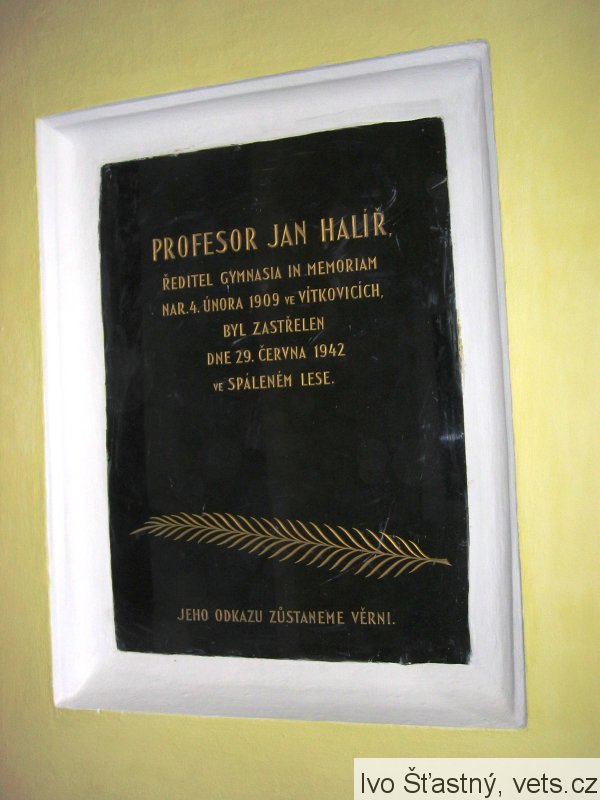 PROFESOR JAN HALÍŘ,
ŘEDITEL GYMNASIA IN MEMORIAM
NAR. 4. ÚNORA 1909 VE VÍTKOVICÍCH,
BYL ZASTŘELEN
DNE 29. ČERVNA 1942
VE SPÁLENÉM LESE.
JEHO ODKAZU ZŮSTANEME VĚRNI.
Ivo Šťastný, vets.cz